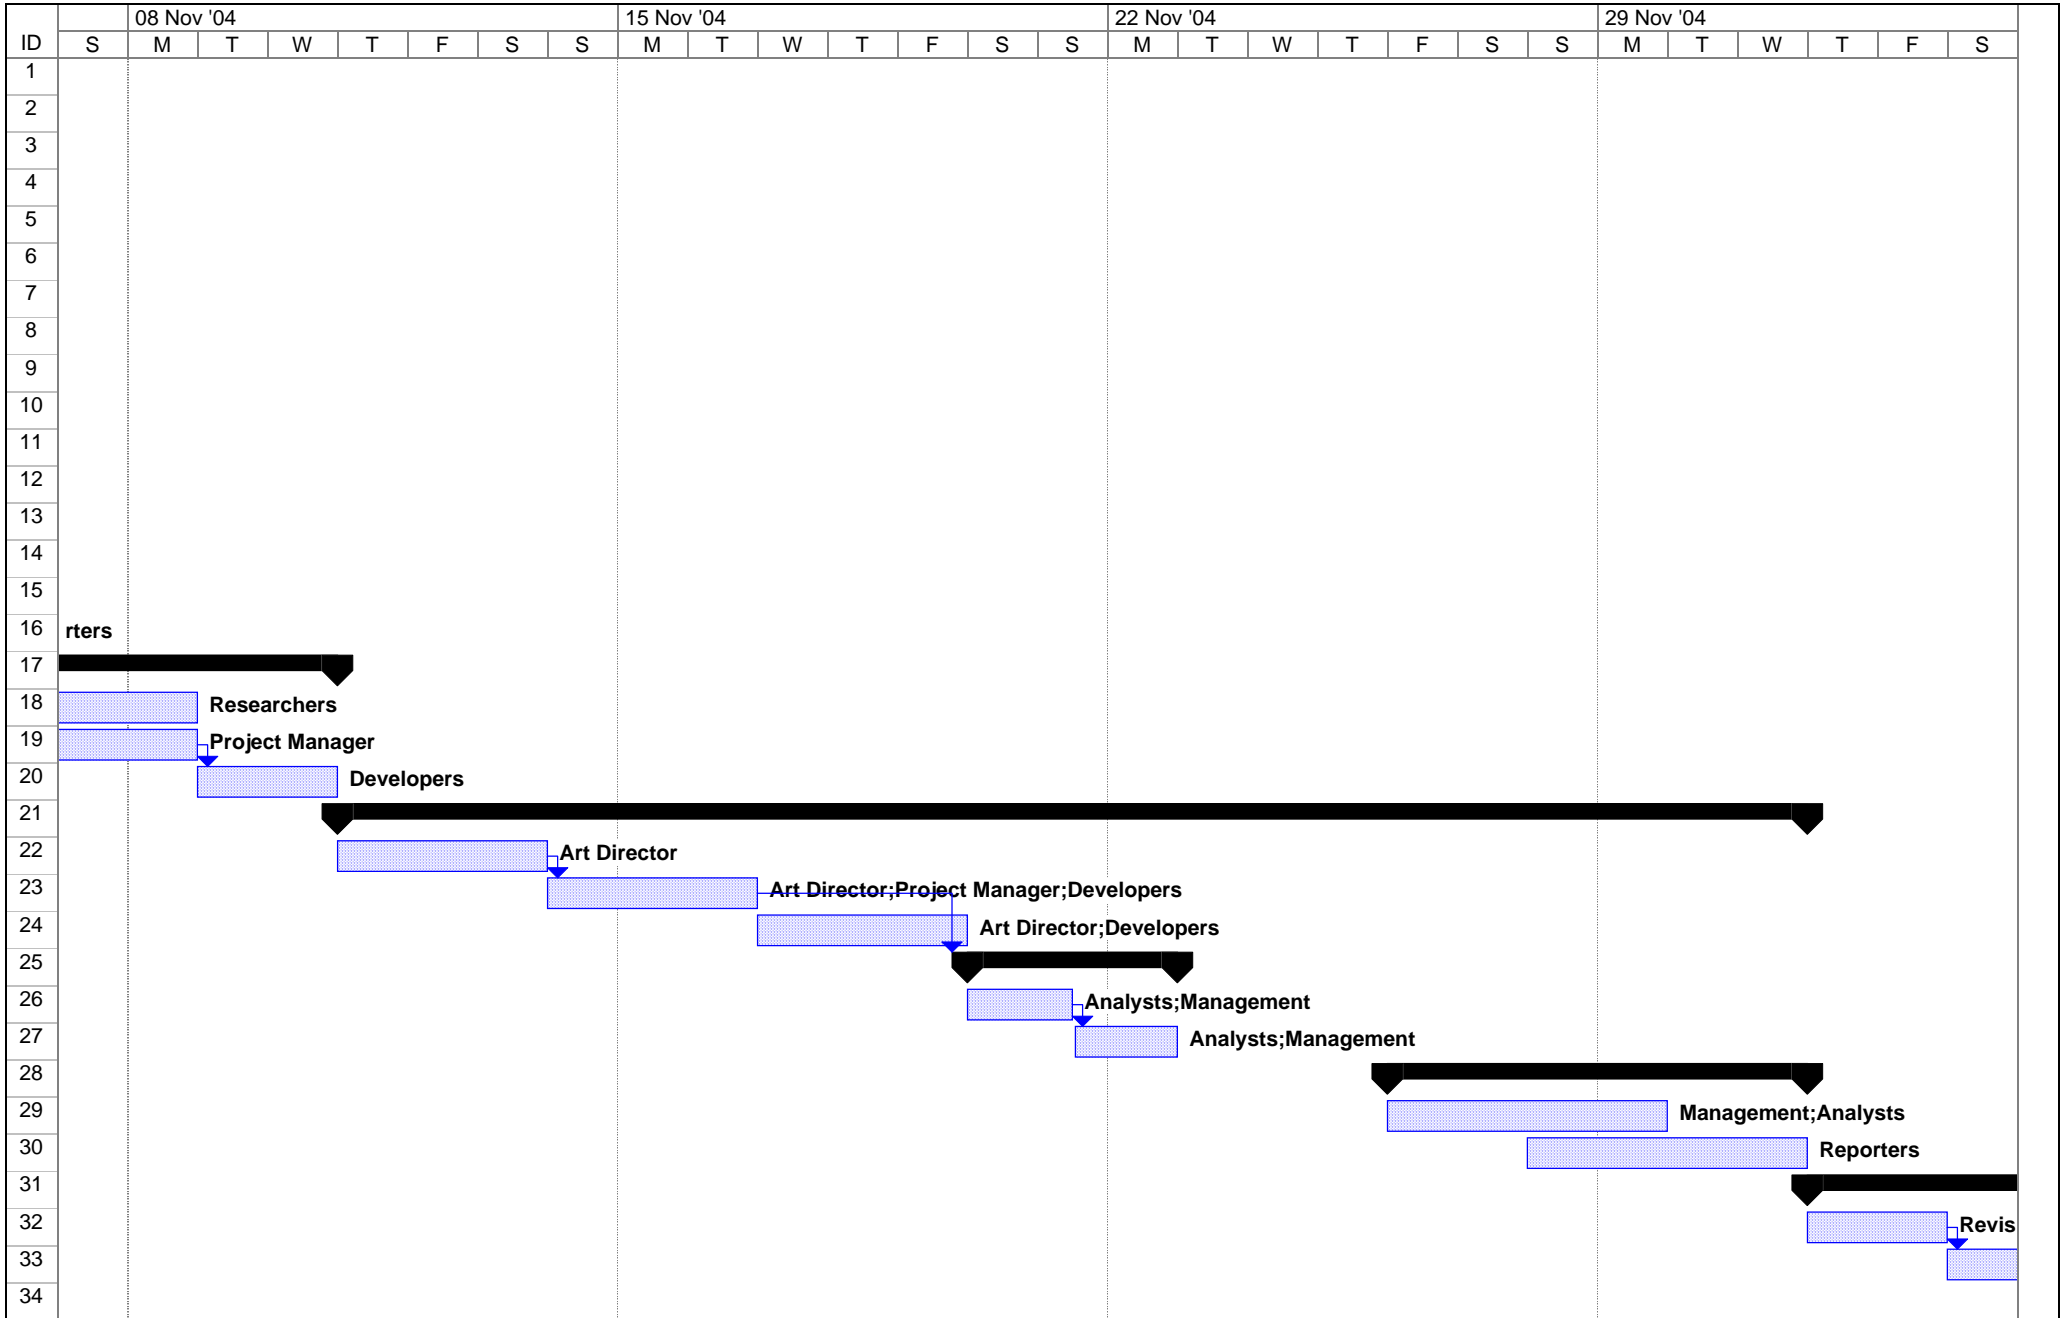 08 Nov '04 15 Nov '04 22 Nov '04 29 Nov '04
ID S M T W T F S S M T W T F S S M T W T F S S M T W T F S
1
2
3
4
5
6
7
8
9
10
11
12
13
14
15
16 rters
17
18 Researchers
19 Project Manager
20 Developers
21
22 Art Director
23 Art Director;Project Manager;Developers
24 Art Director;Developers
25
26 Analysts;Management
27 Analysts;Management
28
29 Management;Analysts
30 Reporters
31
32 Revis
33
34